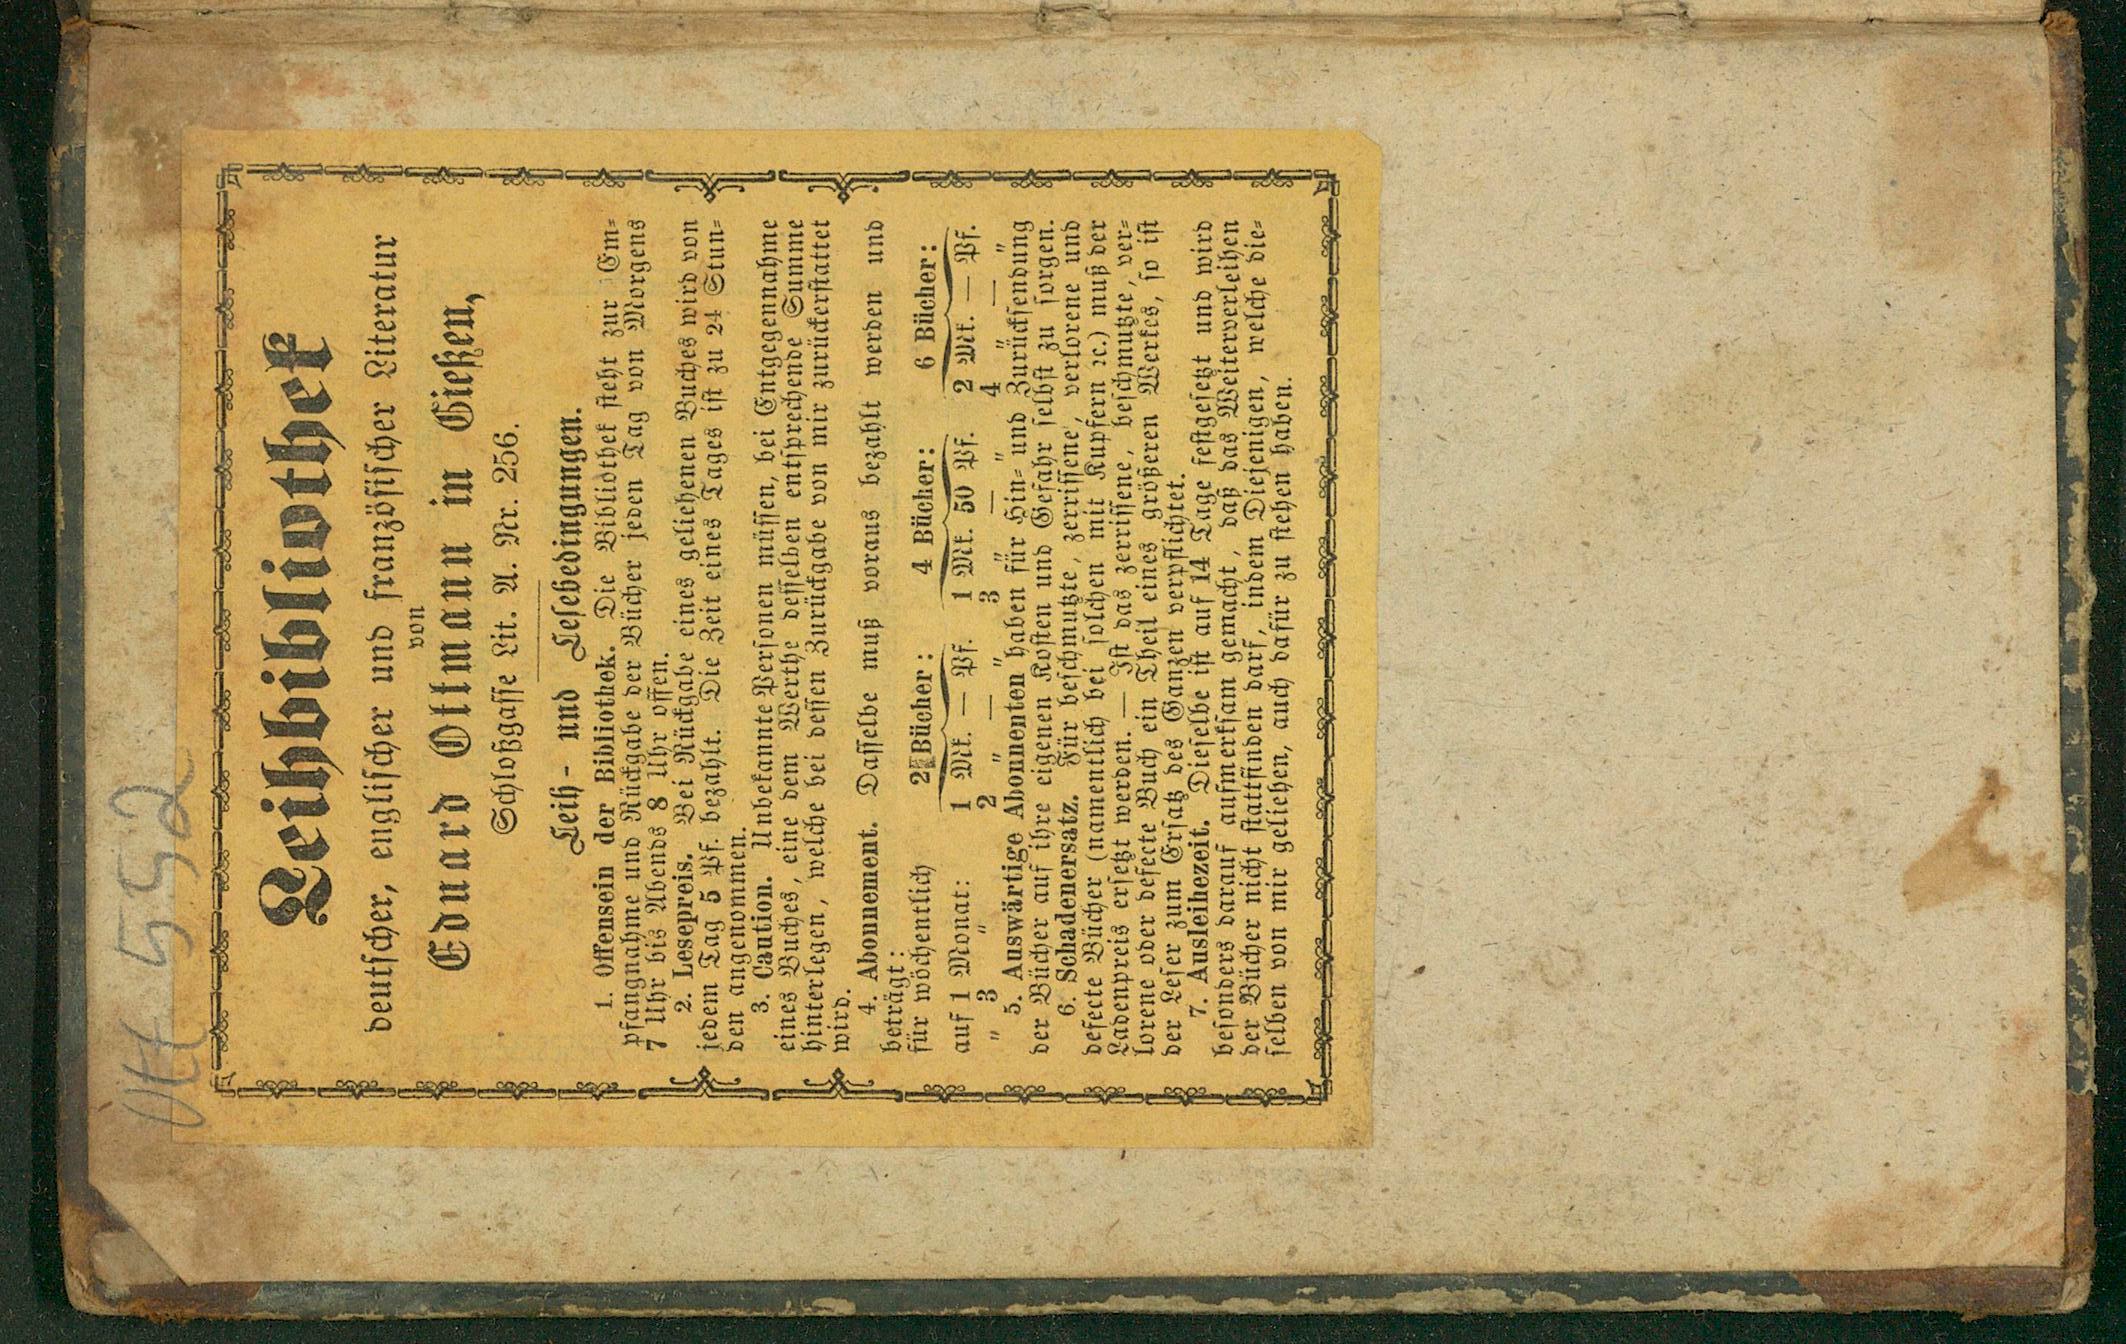 Leihbibliothek
deutscher, englischer und französischer Literatur
von
Eduard Ottmann in Gießen,
Schloßgasse Lit. A. Nr. 256.
Leih- und Lesebedingungen.
1. Offensein der Bibliothek. Die Bibliothek steht zur Em-
pfangnahme und Rückgabe der Bücher jeden Tag von Morgens
7 Uhr bis Abends 8 Uhr offen.
2. Lesepreis. Bei Rückgabe eines geliehenen Buches wird von
jedem Tag 5 Pf. bezahlt. Die Zeit eines Tages ist zu 24 Stun-
den angenommen.
3. Caution. Unbekannte Personen müssen, bei Entgegennahme
eines Buches, eine dem Werthe desselben entsprechende Summe
hinterlegen, welche bei dessen Zurückgabe von mir zurückerstattet
wird.
4. Abonnement. Dasselbe muß voraus bezahlt werden und
beträgt:
für wöchentlich 2 Bücher: 4 Bücher: 6 Bücher:
auf 1 Monat: 1 Mk. — Pf. 1 Mk. 50 Pf. 2 Mk. — Pf.
" 3 " 2 " — " 3 " — " 4 " — "
5. Auswärtige Abonnenten haben für Hin- und Zurücksendung
der Bücher auf ihre eigenen Kosten und Gefahr selbst zu sorgen.
6. Schadenersatz. Für beschmutzte, zerrissene, verlorene und
defecte Bücher (namentlich bei solchen mit Kupfern ꝛc.) muß der
Ladenpreis ersetzt werden. — Ist das zerrissene, beschmutzte, ver-
lorene oder defecte Buch ein Theil eines größeren Werkes, so ist
der Leser zum Ersatz des Ganzen verpflichtet.
7. Ausleihezeit. Dieselbe ist auf 14 Tage festgesetzt und wird
besonders darauf aufmerksam gemacht, daß das Weiterverleihen
der Bücher nicht stattfinden darf, indem Diejenigen, welche die-
selben von mir geliehen, auch dafür zu stehen haben.